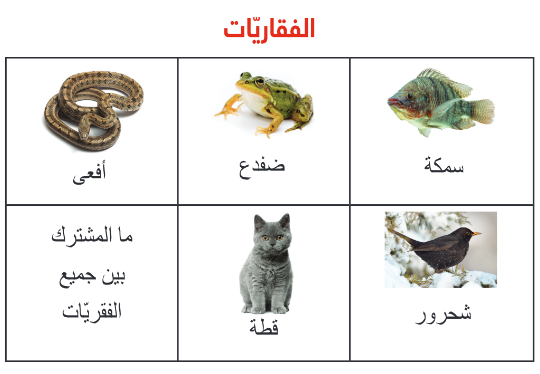 الفقاريّات
سمكة
ضفدع
أفعى
شحرور
قطة
ما المشترك
بين جميع
الفقريّات